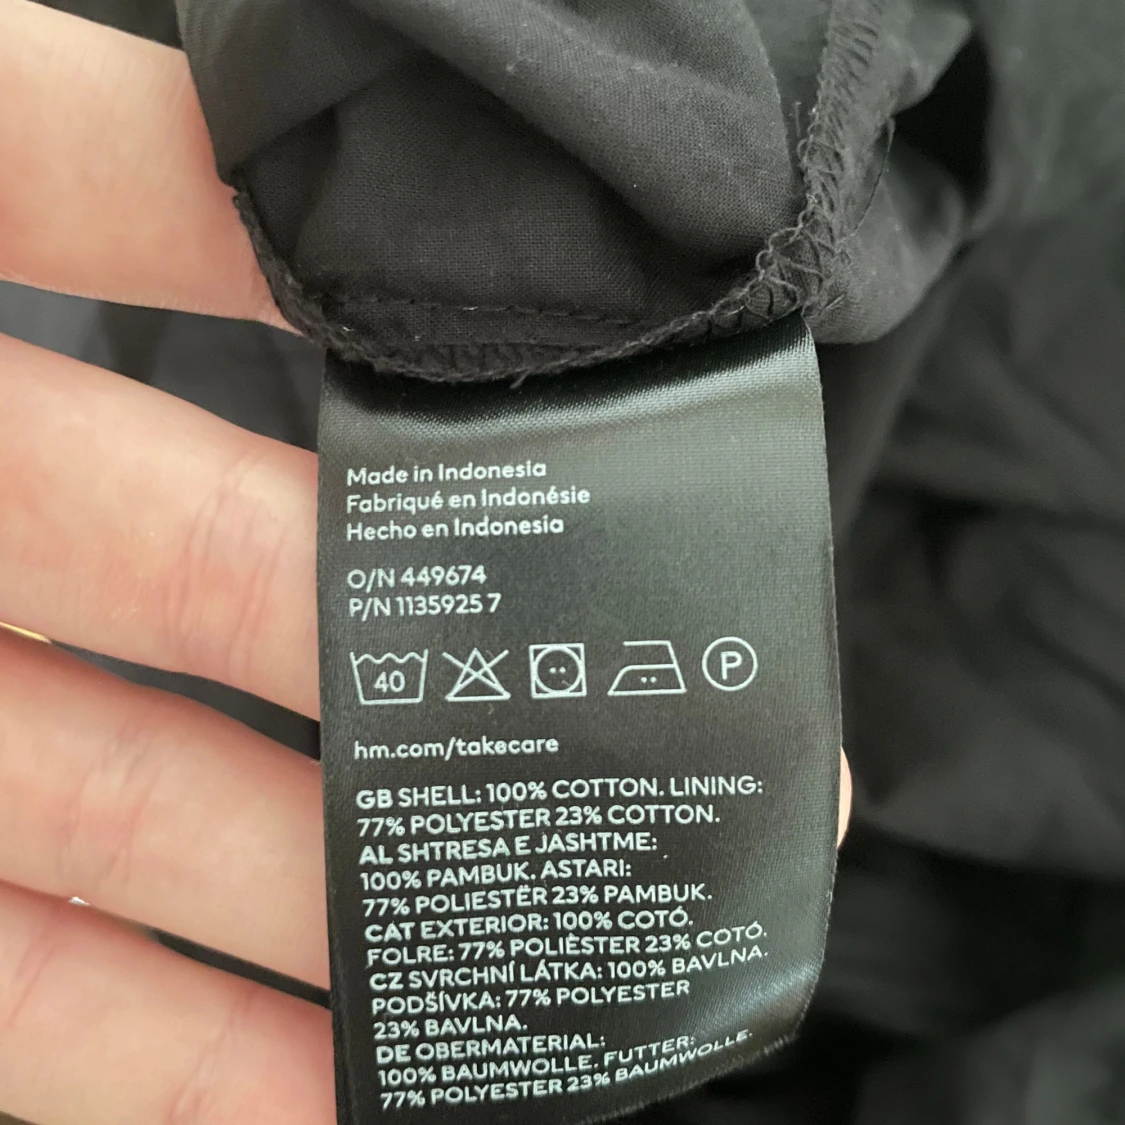 Made in Indonesia
Fabriqué en Indonésie
Hecho en Indonesia
O/N 449674
P/N 1135925 7
40 P
hm.com/takecare
GB SHELL: 100% COTTON. LINING:
77% POLYESTER 23% COTTON.
AL SHTRESA E JASHTME:
100% PAMBUK. ASTARI:
77% POLIESTËR 23% PAMBUK.
CAT EXTERIOR: 100% COTÓ.
FOLRE: 77% POLIÈSTER 23% COTÓ.
CZ SVRCHNÍ LÁTKA: 100% BAVLNA.
PODŠÍVKA: 77% POLYESTER
23% BAVLNA.
DE OBERMATERIAL:
100% BAUMWOLLE. FUTTER:
77% POLYESTER 23% BAUMWOLLE.